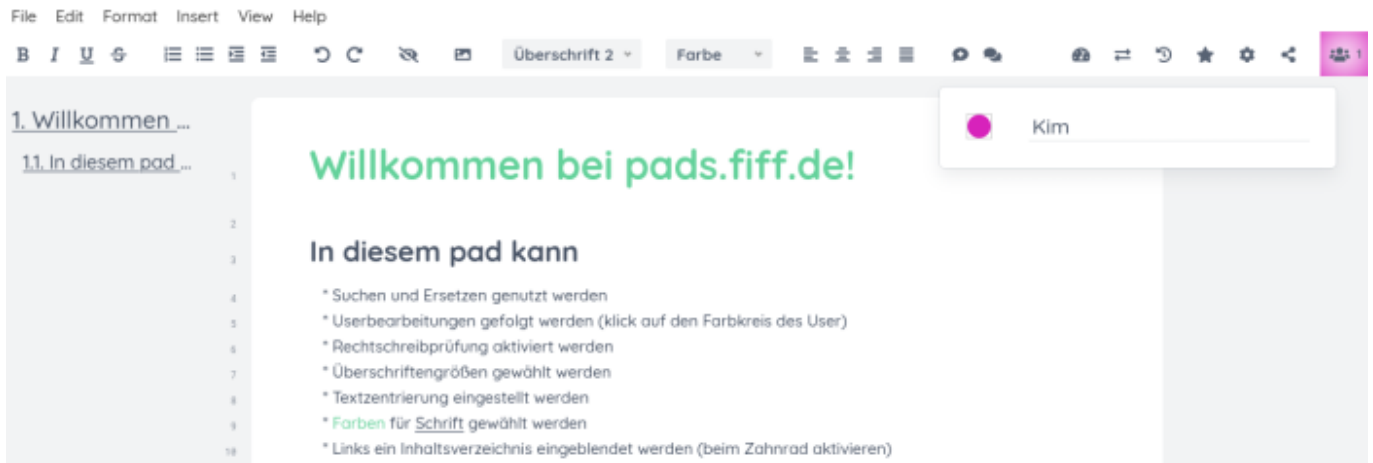 File Edit Format Insert View Help
B I U S Überschrift 2 Farbe 1
Kim
1. Willkommen ...
1.1. In diesem pad ...
1 Willkommen bei pads.fiff.de!
2
3 In diesem pad kann
4 * Suchen und Ersetzen genutzt werden
5 * Userbearbeitungen gefolgt werden (klick auf den Farbkreis des User)
6 * Rechtschreibprüfung aktiviert werden
7 * Überschriftengrößen gewählt werden
8 * Textzentrierung eingestellt werden
9 * Farben für Schrift gewählt werden
10 * Links ein Inhaltsverzeichnis eingeblendet werden (beim Zahnrad aktivieren)